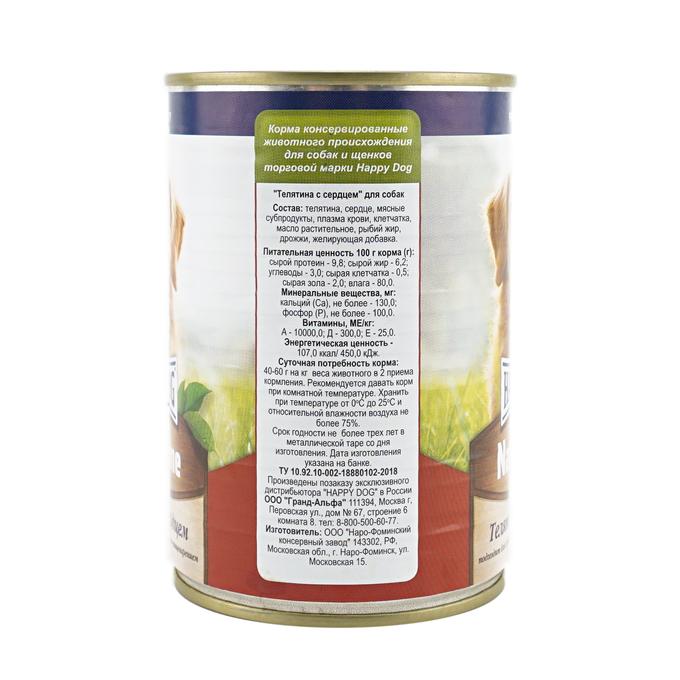 Корма консервированные
животного происхождения
для собак и щенков
торговой марки Happy Dog
"Телятина с сердцем" для собак
Состав: телятина, сердце, мясные
субпродукты, плазма крови, клетчатка,
масло растительное, рыбий жир,
дрожжи, желирующая добавка.
Питательная ценность 100 г корма (г):
сырой протеин - 9,8; сырой жир - 6,2;
углеводы - 3,0; сырая клетчатка - 0,5;
сырая зола - 2,0; влага - 80,0.
Минеральные вещества, мг:
кальций (Са), не более - 130,0;
фосфор (Р), не более - 100,0.
Витамины, МЕ/кг:
А - 10000,0; Д - 300,0; Е - 25,0.
Энергетическая ценность -
107,0 ккал/ 450,0 кДж.
Суточная потребность корма:
40-60 г на кг веса животного в 2 приема
кормления. Рекомендуется давать корм
при комнатной температуре. Хранить
при температуре от 0ºС до 25ºС и
относительной влажности воздуха не
более 75%.
Срок годности не более трех лет в
металлической таре со дня
изготовления. Дата изготовления
указана на банке.
ТУ 10.92.10-002-18880102-2018
Произведены позаказу эксклюзивного
дистрибьютора "HAPPY DOG" в России
ООО "Гранд-Альфа" 111394, Москва г,
Перовская ул., дом № 67, строение 6
комната 8. тел: 8-800-500-60-77.
Изготовитель: ООО "Наро-Фоминский
консервный завод" 143302, РФ,
Московская обл., г. Наро-Фоминск, ул.
Московская 15.